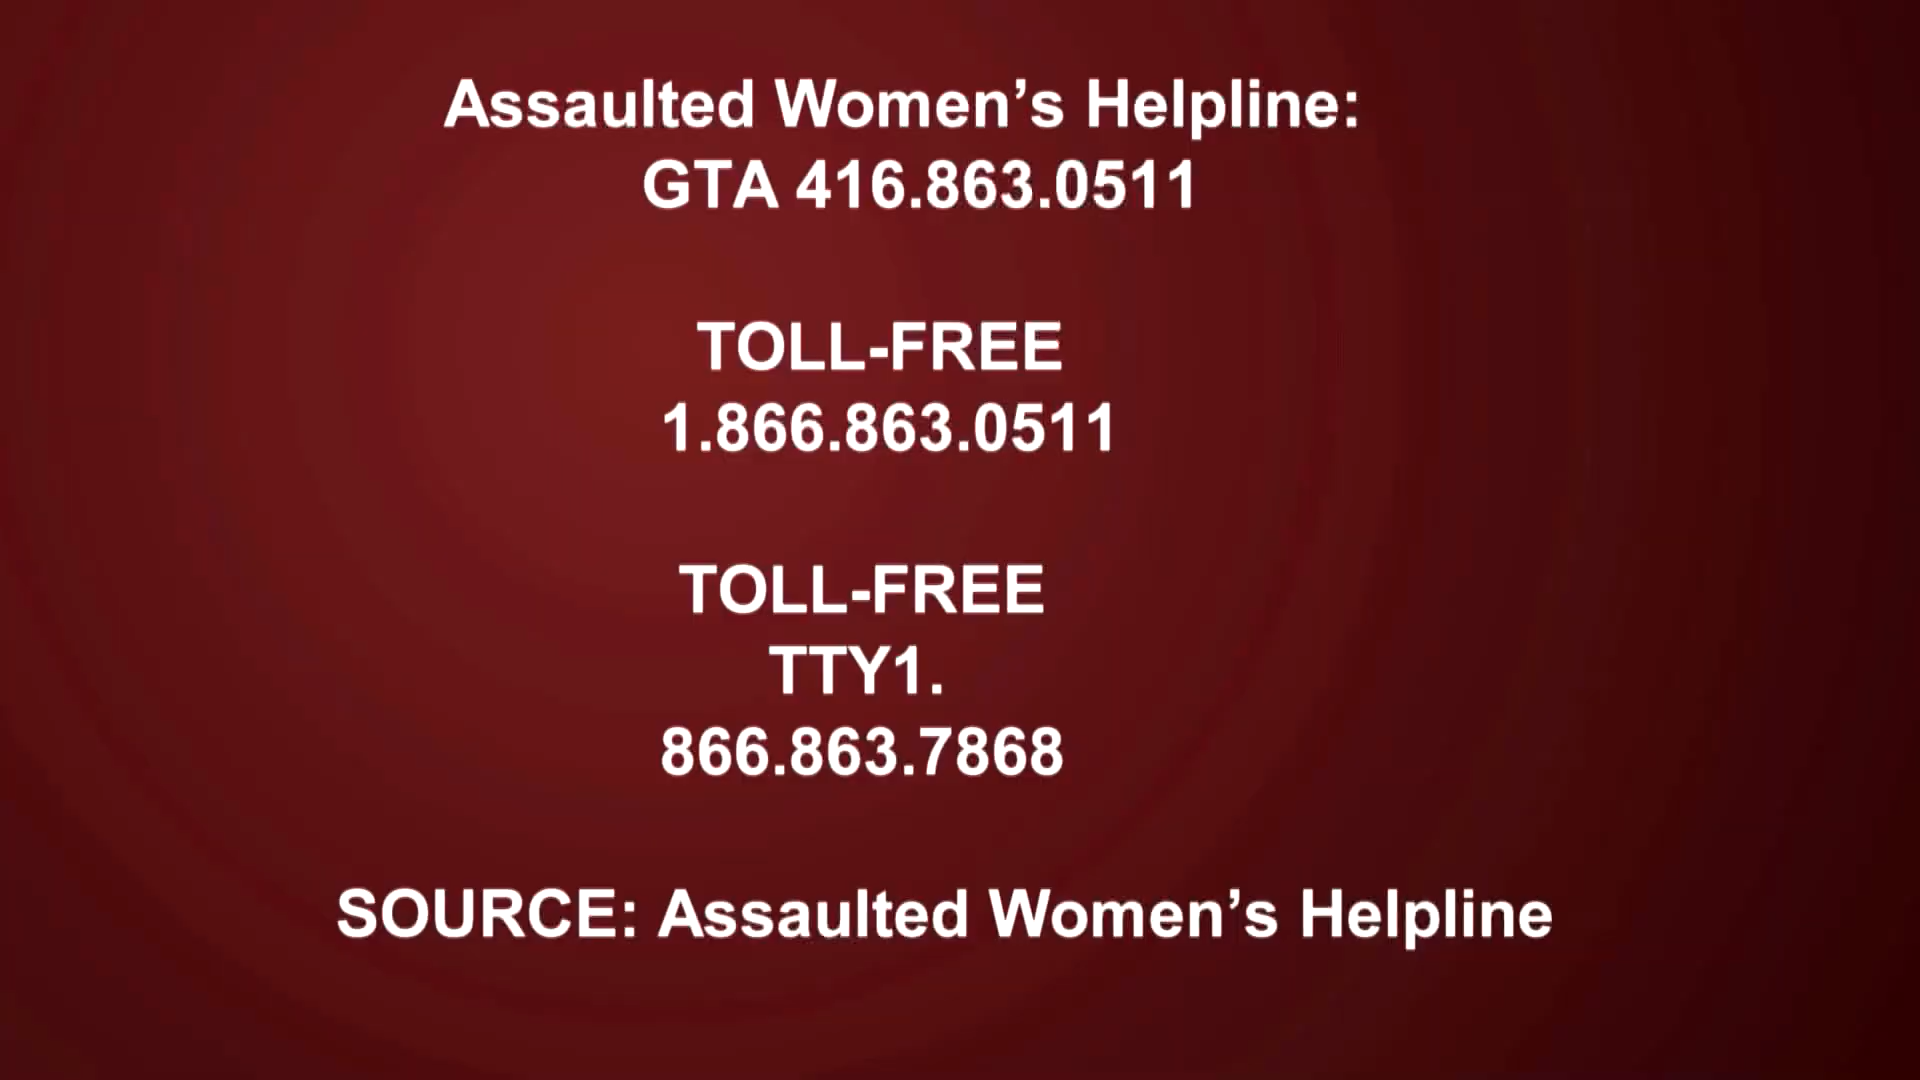 Assaulted Women’s Helpline:
GTA 416.863.0511
TOLL-FREE
1.866.863.0511
TOLL-FREE
TTY1.
866.863.7868
SOURCE: Assaulted Women’s Helpline